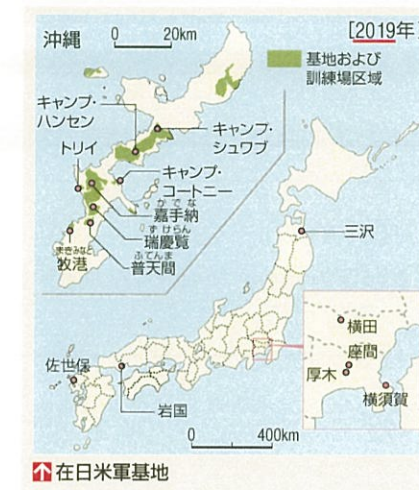 沖縄
0 20km
[2019年
基地および
訓練場区域
キャンプ・
ハンセン
トリイ
キャンプ・
シュワブ
キャンプ・
コートニー
かでな
嘉手納
ずけらん
瑞慶覧
ふてんま
普天間
まきみなと
牧港
三沢
横田
座間
厚木
横須賀
佐世保
岩国
0 400km
在日米軍基地